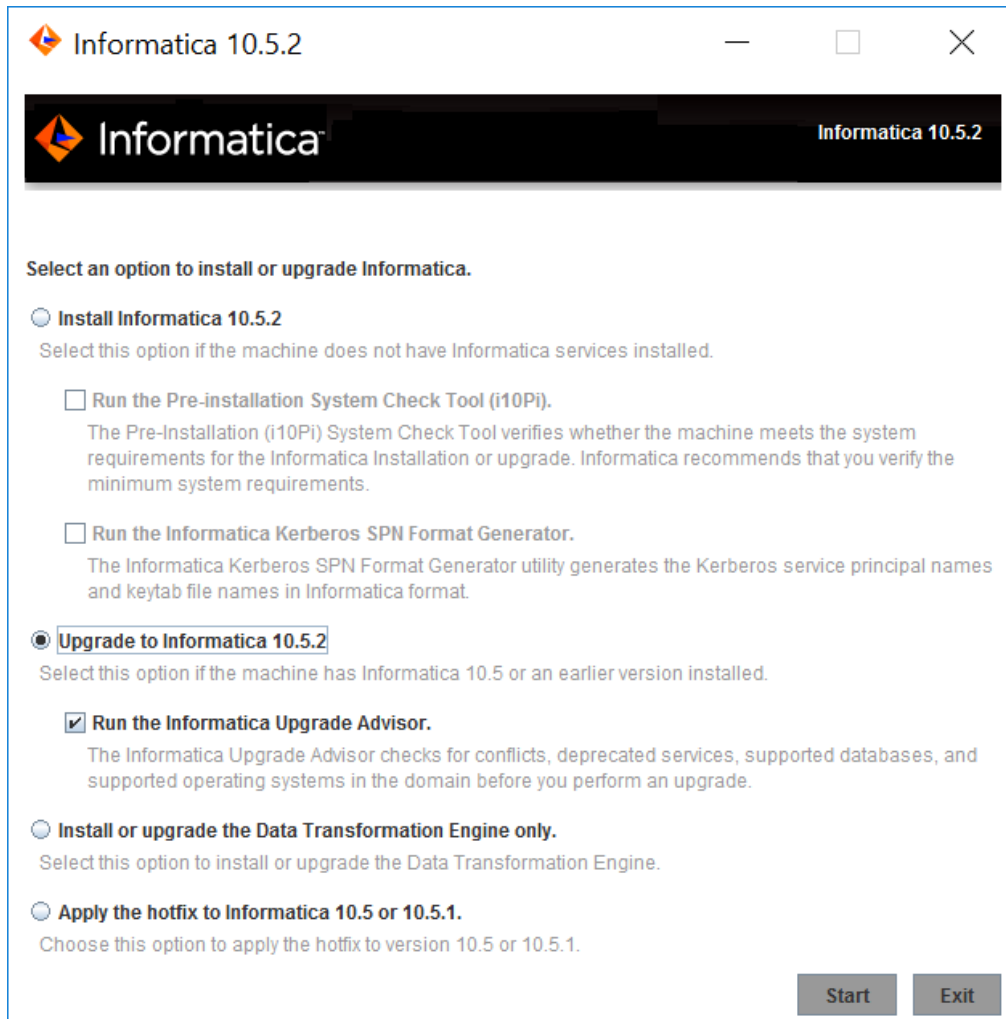 Informatica 10.5.2
Informatica
Informatica 10.5.2
Select an option to install or upgrade Informatica.
Install Informatica 10.5.2
Select this option if the machine does not have Informatica services installed.
Run the Pre-installation System Check Tool (i10Pi).
The Pre-Installation (i10Pi) System Check Tool verifies whether the machine meets the system
requirements for the Informatica Installation or upgrade. Informatica recommends that you verify the
minimum system requirements.
Run the Informatica Kerberos SPN Format Generator.
The Informatica Kerberos SPN Format Generator utility generates the Kerberos service principal names
and keytab file names in Informatica format.
Upgrade to Informatica 10.5.2
Select this option if the machine has Informatica 10.5 or an earlier version installed.
Run the Informatica Upgrade Advisor.
The Informatica Upgrade Advisor checks for conflicts, deprecated services, supported databases, and
supported operating systems in the domain before you perform an upgrade.
Install or upgrade the Data Transformation Engine only.
Select this option to install or upgrade the Data Transformation Engine.
Apply the hotfix to Informatica 10.5 or 10.5.1.
Choose this option to apply the hotfix to version 10.5 or 10.5.1.
Start Exit